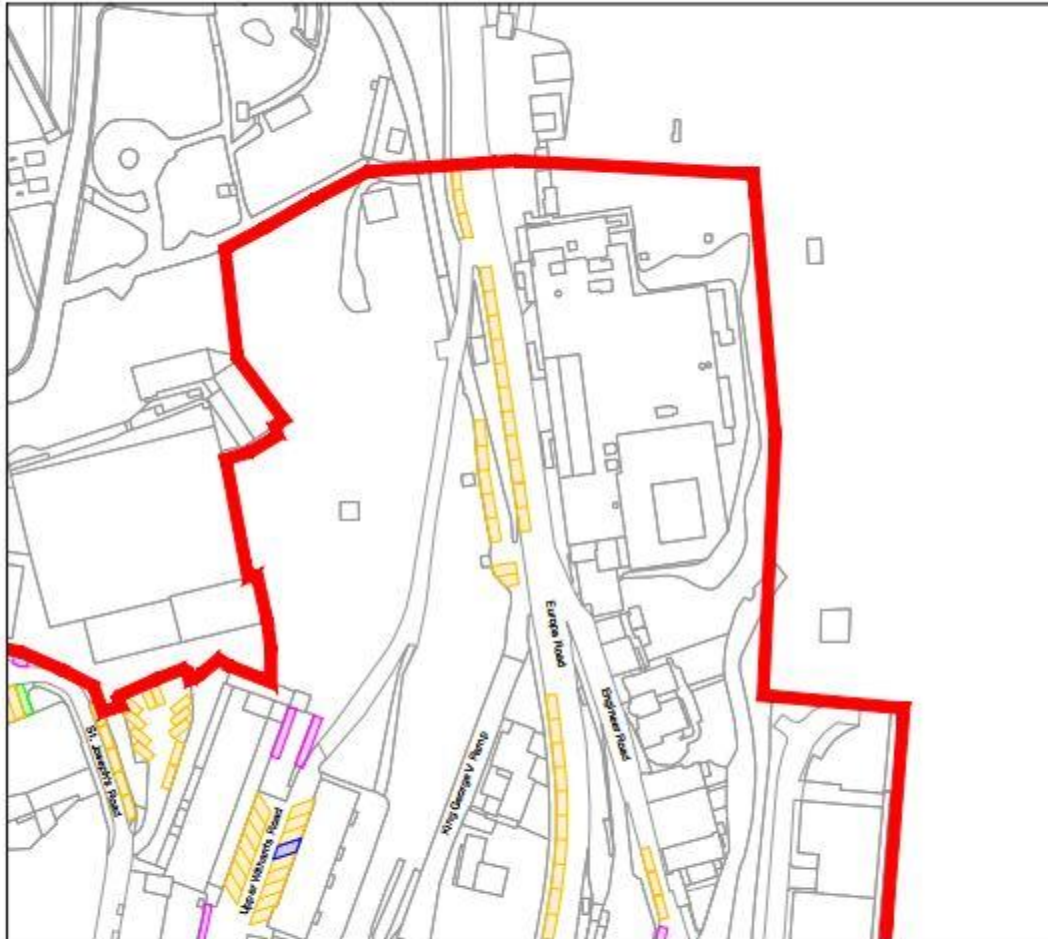 Europa Road
Engineer Road
King George V Ramp
St. Joseph's Road
Upper Witham's Road